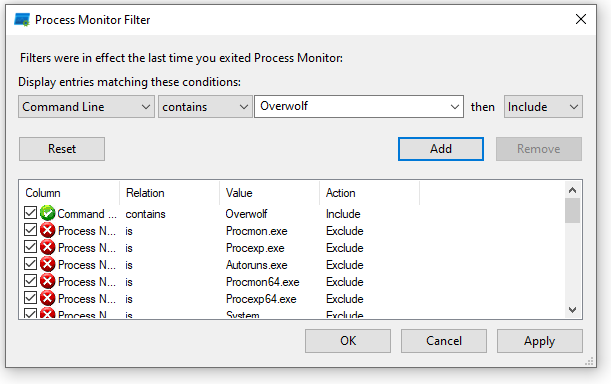 Process Monitor Filter
Filters were in effect the last time you exited Process Monitor:
Display entries matching these conditions:
Command Line contains Overwolf then Include
Reset Add Remove
Column Relation Value Action
Command ... contains Overwolf Include
Process N... is Procmon.exe Exclude
Process N... is Procexp.exe Exclude
Process N... is Autoruns.exe Exclude
Process N... is Procmon64.exe Exclude
Process N... is Procexp64.exe Exclude
Process N... is System Exclude
OK Cancel Apply